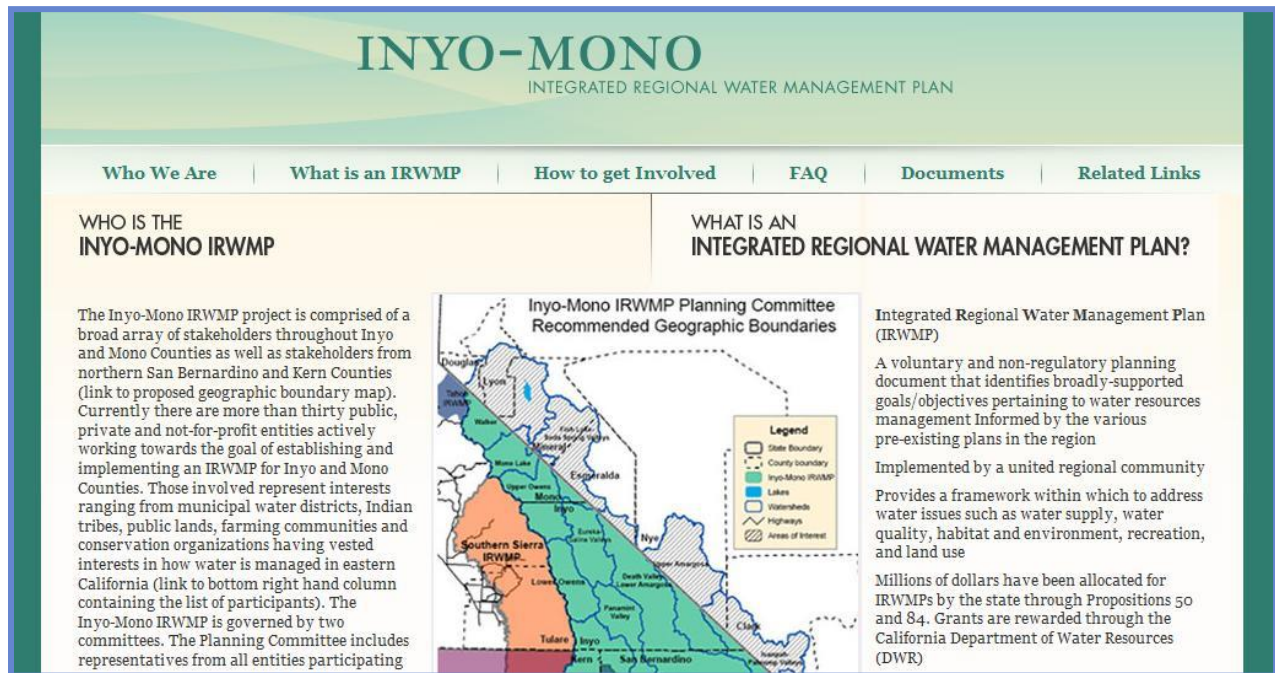 INYO-MONO
INTEGRATED REGIONAL WATER MANAGEMENT PLAN
Who We Are
What is an IRWMP
How to get Involved
FAQ
Documents
Related Links
WHO IS THE
INYO-MONO IRWMP
The Inyo-Mono IRWMP project is comprised of a
broad array of stakeholders throughout Inyo
and Mono Counties as well as stakeholders from
northern San Bernardino and Kern Counties
(link to proposed geographic boundary map).
Currently there are more than thirty public,
private and not-for-profit entities actively
working towards the goal of establishing and
implementing an IRWMP for Inyo and Mono
Counties. Those involved represent interests
ranging from municipal water districts, Indian
tribes, public lands, farming communities and
conservation organizations having vested
interests in how water is managed in eastern
California (link to bottom right hand column
containing the list of participants). The
Inyo-Mono IRWMP is governed by two
committees. The Planning Committee includes
representatives from all entities participating
Inyo-Mono IRWMP Planning Committee
Recommended Geographic Boundaries
Douglas
Lyon
Tahoe
IRWMP
Walker
Mineral
Mono Lake
Esmeralda
Upper Owens
Mono
Inyo
Nye
Southern Sierra
IRWMP
Lower Owens
Death Valley
Lower Amargosa
Upper Amargosa
Panamint
Valley
Clark
Tulare
Inyo
Kern
San Bernardino
Legend
State Boundary
County boundary
Inyo-Mono IRWMP
Lakes
Watersheds
Highways
Areas of Interest
WHAT IS AN
INTEGRATED REGIONAL WATER MANAGEMENT PLAN?
Integrated Regional Water Management Plan
(IRWMP)
A voluntary and non-regulatory planning
document that identifies broadly-supported
goals/objectives pertaining to water resources
management Informed by the various
pre-existing plans in the region
Implemented by a united regional community
Provides a framework within which to address
water issues such as water supply, water
quality, habitat and environment, recreation,
and land use
Millions of dollars have been allocated for
IRWMPs by the state through Propositions 50
and 84. Grants are rewarded through the
California Department of Water Resources
(DWR)